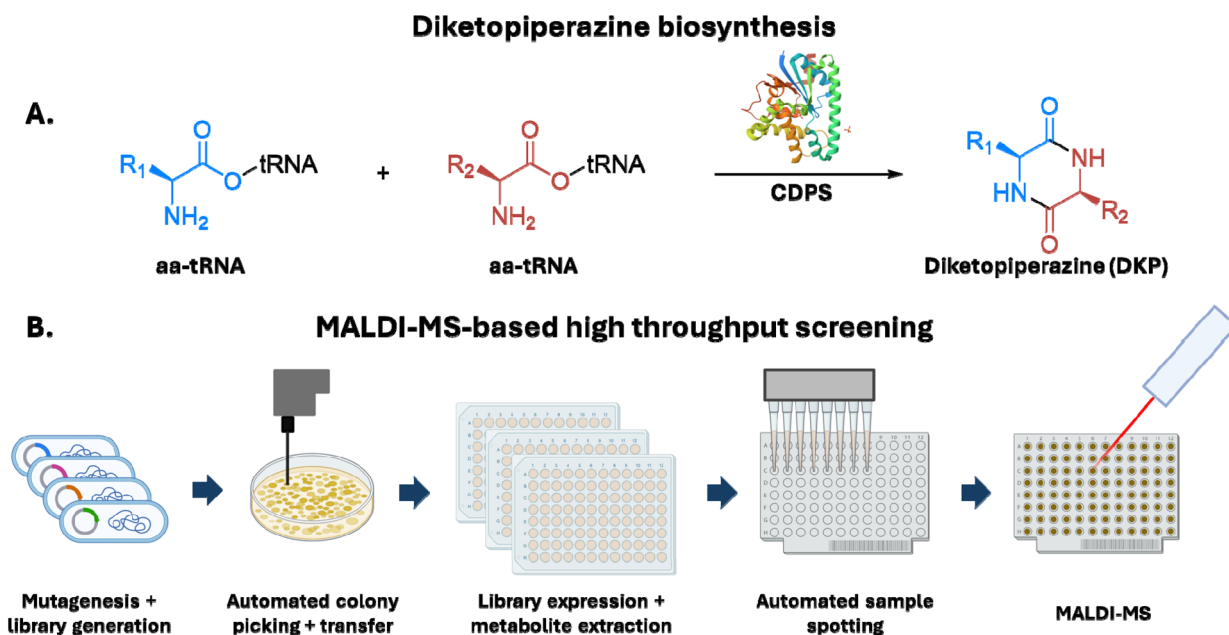 Diketopiperazine biosynthesis
A.
R1
O
O
tRNA
NH2
aa-tRNA
+
R2
O
O
tRNA
NH2
aa-tRNA
CDPS
O
R1
NH
HN
R2
O
Diketopiperazine (DKP)
B.
MALDI-MS-based high throughput screening
Mutagenesis +
library generation
Automated colony
picking + transfer
Library expression +
metabolite extraction
Automated sample
spotting
MALDI-MS